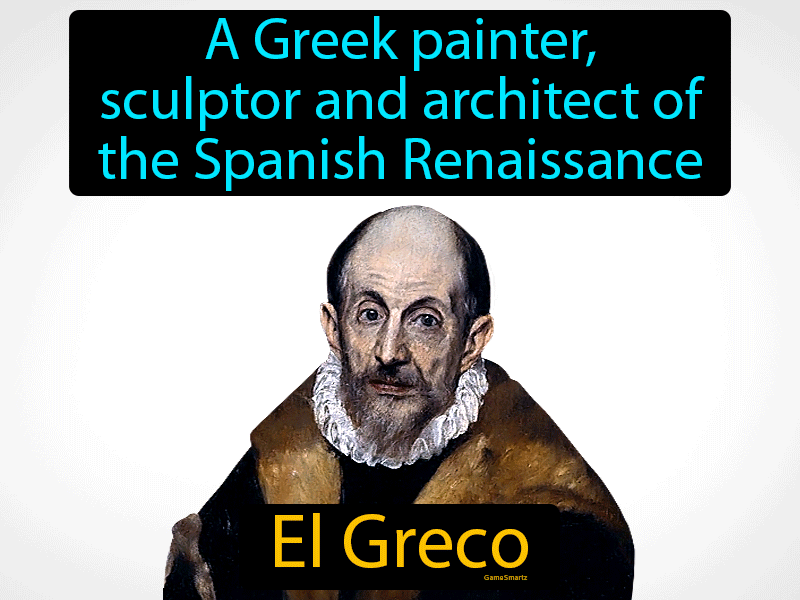 A Greek painter,
sculptor and architect of
the Spanish Renaissance
El Greco
GameSmartz